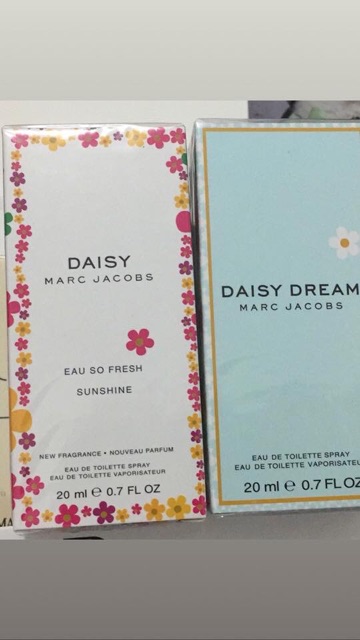 DAISY
MARC JACOBS
EAU SO FRESH
SUNSHINE
NEW FRAGRANCE • NOUVEAU PARFUM
EAU DE TOILETTE SPRAY
EAU DE TOILETTE VAPORISATEUR
20 ml ℮ 0.7 FL OZ
DAISY DREAM
MARC JACOBS
EAU DE TOILETTE SPRAY
EAU DE TOILETTE VAPORISATEU
20 ml ℮ 0.7 FL OZ